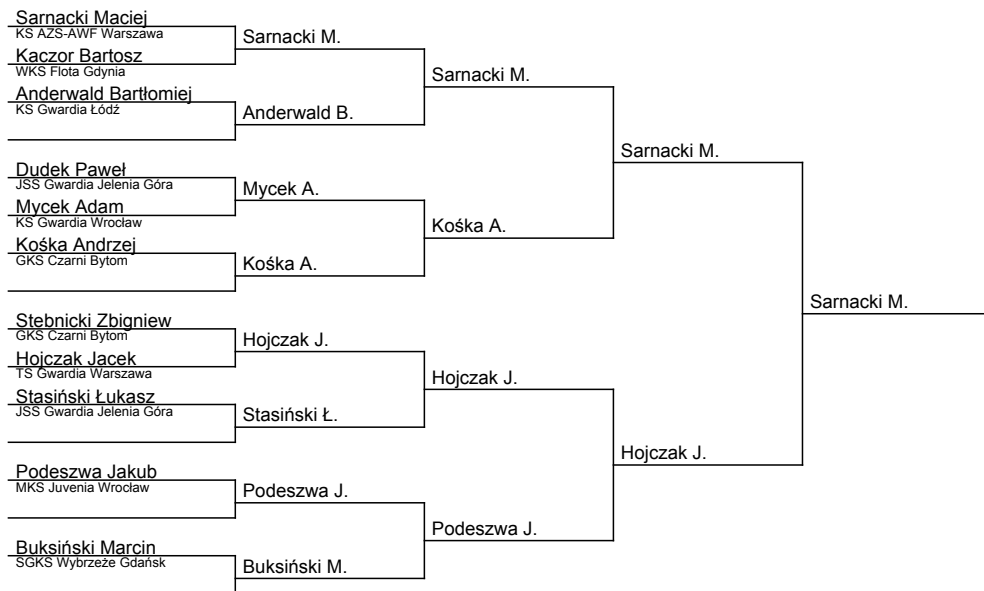 Sarnacki Maciej
KS AZS-AWF Warszawa
Kaczor Bartosz
WKS Flota Gdynia
Anderwald Bartłomiej
KS Gwardia Łódź
Dudek Paweł
JSS Gwardia Jelenia Góra
Mycek Adam
KS Gwardia Wrocław
Kośka Andrzej
GKS Czarni Bytom
Stebnicki Zbigniew
GKS Czarni Bytom
Hojczak Jacek
TS Gwardia Warszawa
Stasiński Łukasz
JSS Gwardia Jelenia Góra
Podeszwa Jakub
MKS Juvenia Wrocław
Buksiński Marcin
SGKS Wybrzeże Gdańsk
Sarnacki M.
Anderwald B.
Mycek A.
Kośka A.
Hojczak J.
Stasiński Ł.
Podeszwa J.
Buksiński M.
Sarnacki M.
Kośka A.
Hojczak J.
Podeszwa J.
Sarnacki M.
Hojczak J.
Sarnacki M.